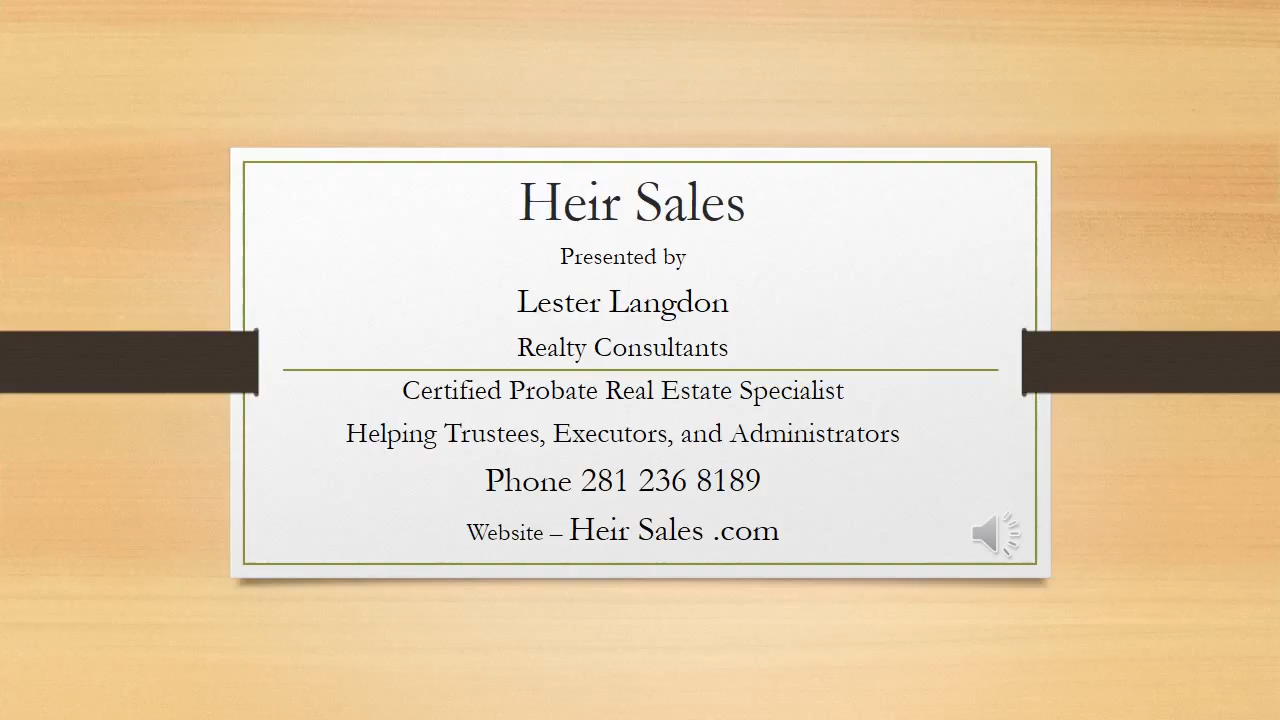 Heir Sales
Presented by
Lester Langdon
Realty Consultants
Certified Probate Real Estate Specialist
Helping Trustees, Executors, and Administrators
Phone 281 236 8189
Website – Heir Sales .com